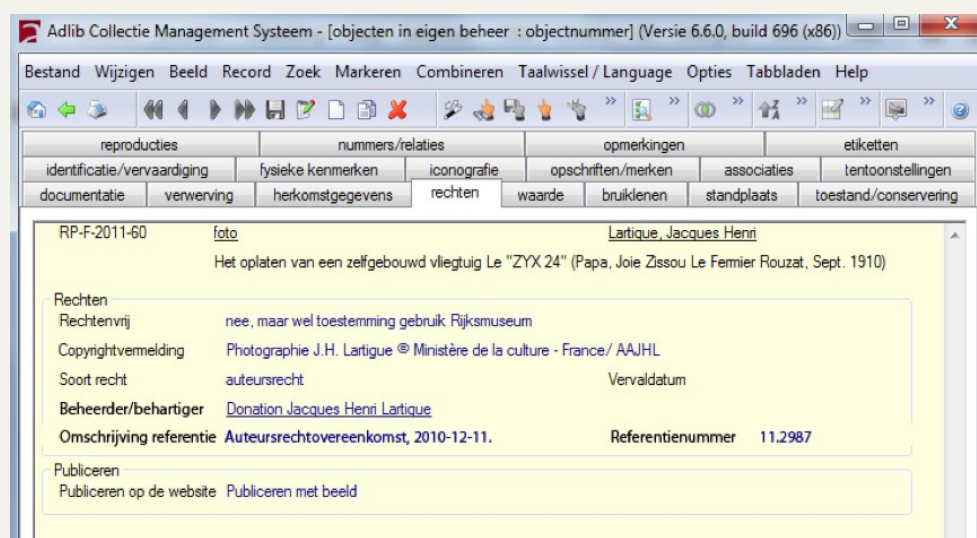 Adlib Collectie Management Systeem - [objecten in eigen beheer : objectnummer] (Versie 6.6.0, build 696 (x86))
Bestand Wijzigen Beeld Record Zoek Markeren Combineren Taalwissel / Language Opties Tabbladen Help
reproducties nummers/relaties opmerkingen etiketten
identificatie/vervaardiging fysieke kenmerken iconografie opschriften/merken associaties tentoonstellingen
documentatie verwerving herkomstgegevens rechten waarde bruiklenen standplaats toestand/conservering
RP-F-2011-60 foto Lartique, Jacques Henri
Het oplaten van een zelfgebouwd vliegtuig Le "ZYX 24" (Papa, Joie Zissou Le Femier Rouzat, Sept. 1910)
Rechten
Rechtenvrij nee, maar wel toestemming gebruik Rijksmuseum
Copyrightvermelding Photographie J.H. Lartigue © Ministère de la culture - France/ AAJHL
Soort recht auteursrecht Vervaldatum
Beheerder/behartiger Donation Jacques Henri Lartique
Omschrijving referentie Auteursrechtovereenkomst, 2010-12-11. Referentienummer 11.2987
Publiceren
Publiceren op de website Publiceren met beeld